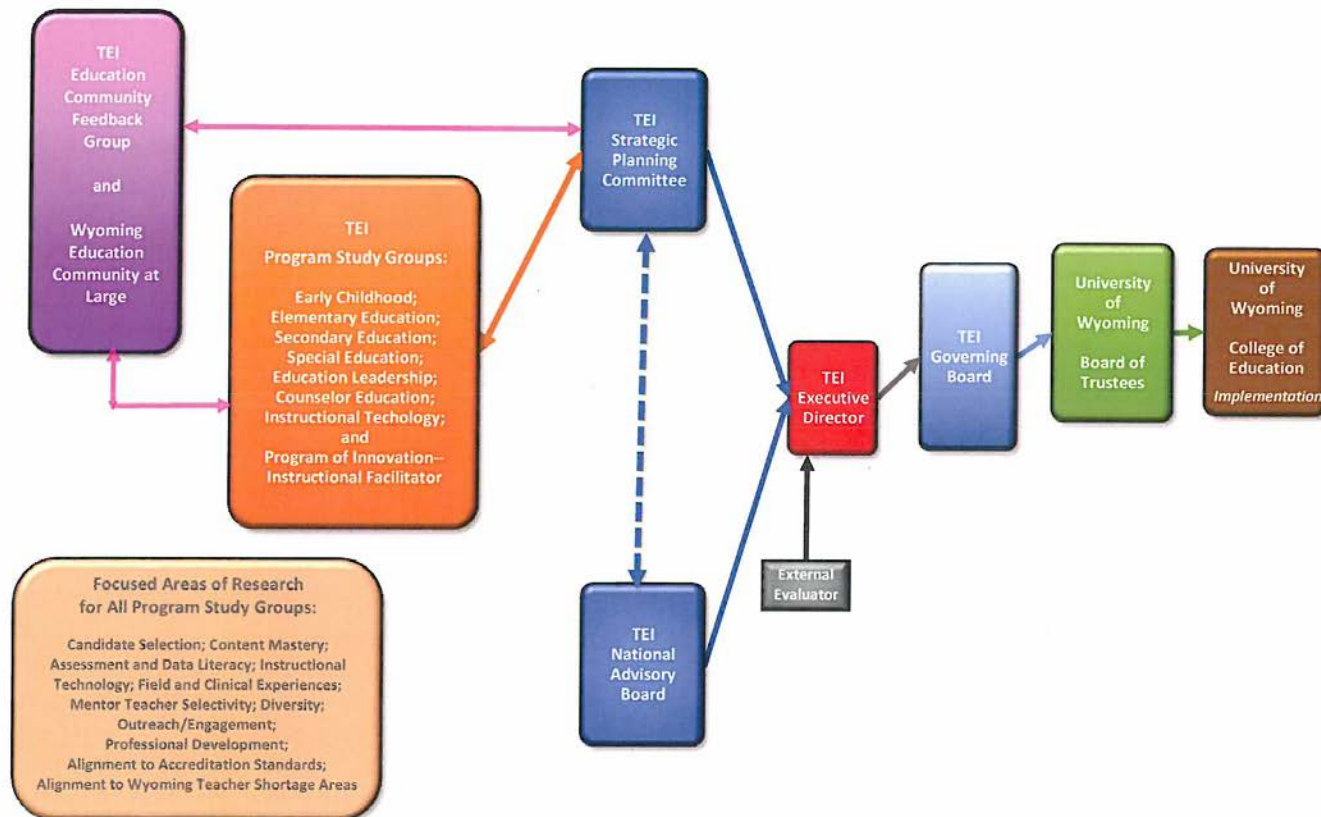 TEI
Education
Community
Feedback
Group
and
Wyoming
Education
Community at
Large
TEI
Program Study Groups:
Early Childhood;
Elementary Education;
Secondary Education;
Special Education;
Education Leadership;
Counselor Education;
Instructional Techology;
and
Program of Innovation--
Instructional Facilitator
Focused Areas of Research
for All Program Study Groups:
Candidate Selection; Content Mastery;
Assessment and Data Literacy; Instructional
Technology; Field and Clinical Experiences;
Mentor Teacher Selectivity; Diversity;
Outreach/Engagement;
Professional Development;
Alignment to Accreditation Standards;
Alignment to Wyoming Teacher Shortage Areas
TEI
Strategic
Planning
Committee
TEI
National
Advisory
Board
TEI
Executive
Director
External
Evaluator
TEI
Governing
Board
University
of
Wyoming
Board of
Trustees
University
of
Wyoming
College of
Education
Implementation